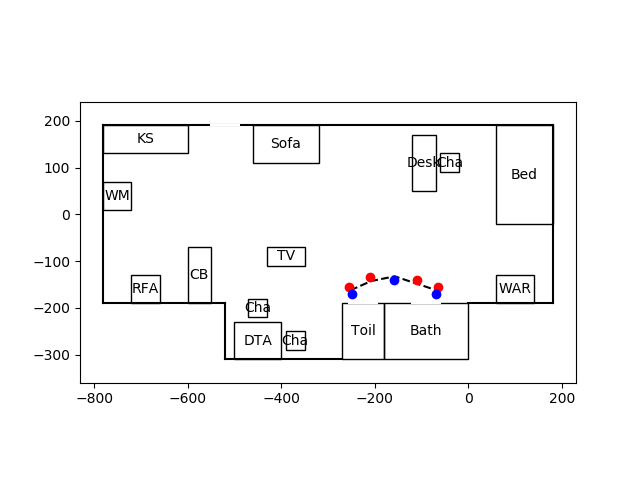 200
100
0
−100
−200
−300
KS
Sofa
Desk
Cha
Bed
WM
TV
CB
RFA
WAR
Cha
DTA
Cha
Toil
Bath
−800
−600
−400
−200
0
200